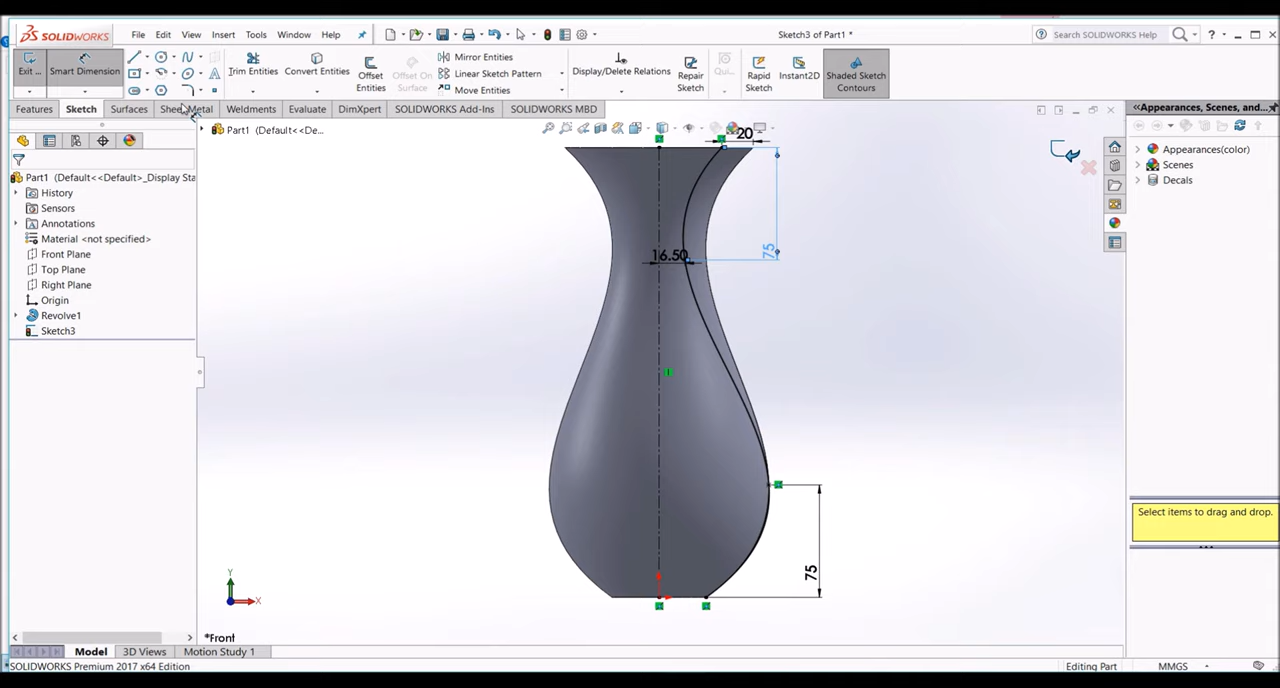 SOLIDWORKS File Edit View Insert Tools Window Help Sketch3 of Part1 * Search SOLIDWORKS Help ?
Exit ... Smart Dimension Trim Entities Convert Entities Offset Entities Offset On Surface Mirror Entities Linear Sketch Pattern Move Entities Display/Delete Relations Repair Sketch Qui... Rapid Sketch Instant2D Shaded Sketch Contours
Features Sketch Surfaces Sheet Metal Weldments Evaluate DimXpert SOLIDWORKS Add-Ins SOLIDWORKS MBD
«Appearances, Scenes, and...
Part1 (Default<<De...
20
Appearances(color)
Scenes
Decals
Part1 (Default<<Default>_Display Sta
History
Sensors
Annotations
Material <not specified>
Front Plane
Top Plane
Right Plane
Origin
Revolve1
Sketch3
75
16.50
75
Select items to drag and drop.
Y
X
*Front
Model 3D Views Motion Study 1
SOLIDWORKS Premium 2017 x64 Edition Editing Part MMGS